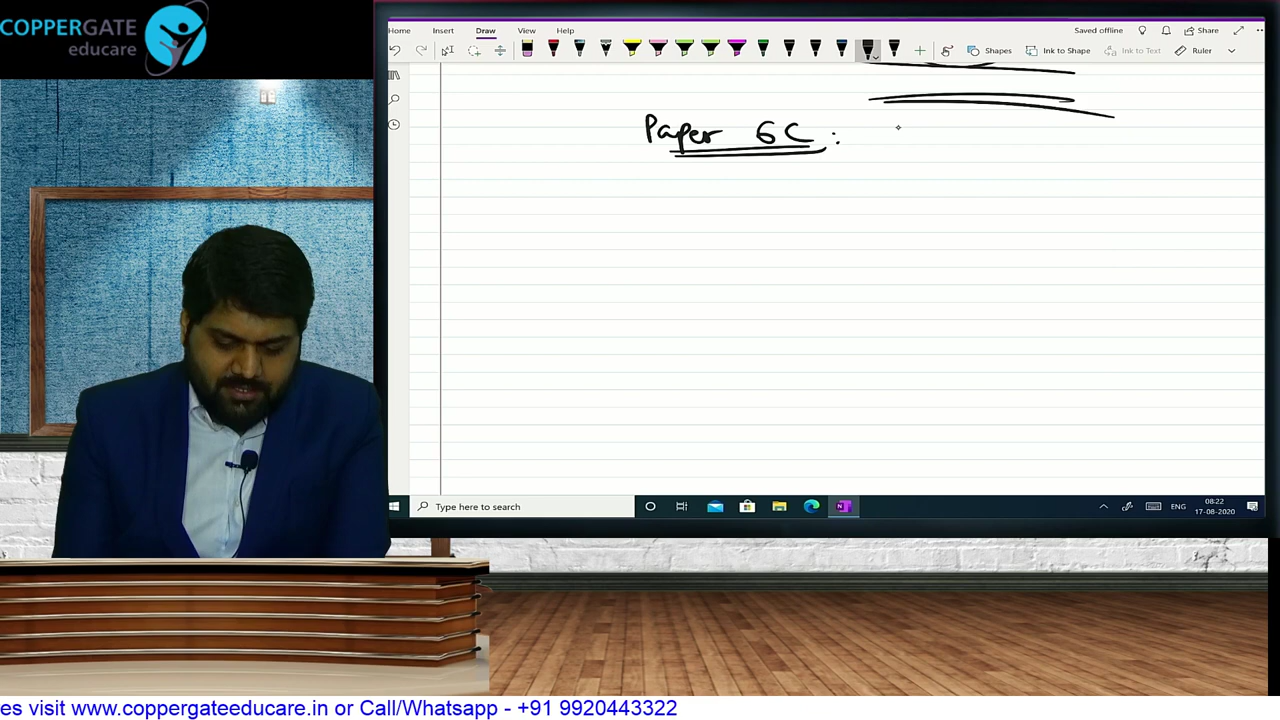 COPPERGATE
educare
Home Insert Draw View Help
Saved offline Share
Shapes Ink to Shape Ink to Text Ruler
Paper 6C:
Type here to search
ENG
08:22
17-08-2020
es visit www.coppergateeducare.in or Call/Whatsapp - +91 9920443322